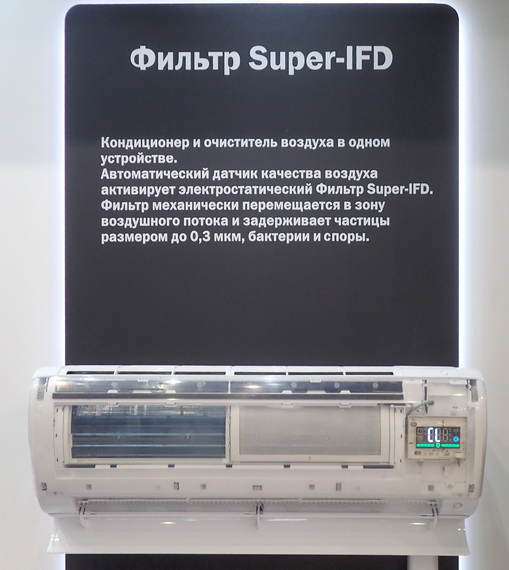 Фильтр Super-IFD
Кондиционер и очиститель воздуха в одном
устройстве.
Автоматический датчик качества воздуха
активирует электростатический Фильтр Super-IFD.
Фильтр механически перемещается в зону
воздушного потока и задерживает частицы
размером до 0,3 мкм, бактерии и споры.
CL